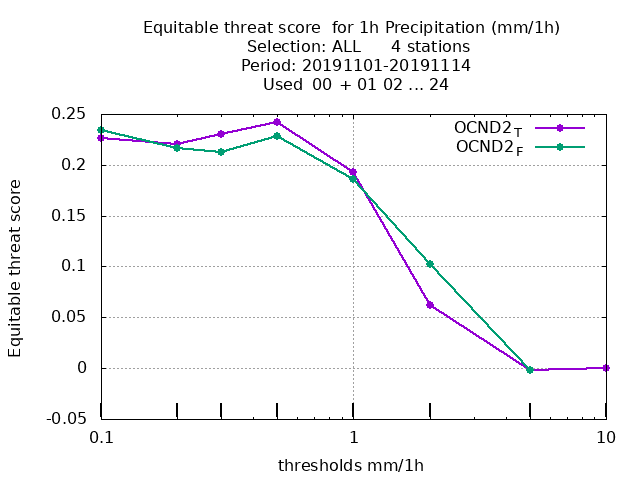 Equitable threat score  for 1h Precipitation (mm/1h)
Selection: ALL      4 stations
Period: 20191101-20191114
Used  00  + 01 02 ... 24
OCND2_T
OCND2_F
0.25
0.2
0.15
0.1
0.05
0
-0.05
Equitable threat score
0.1 1 10
thresholds mm/1h